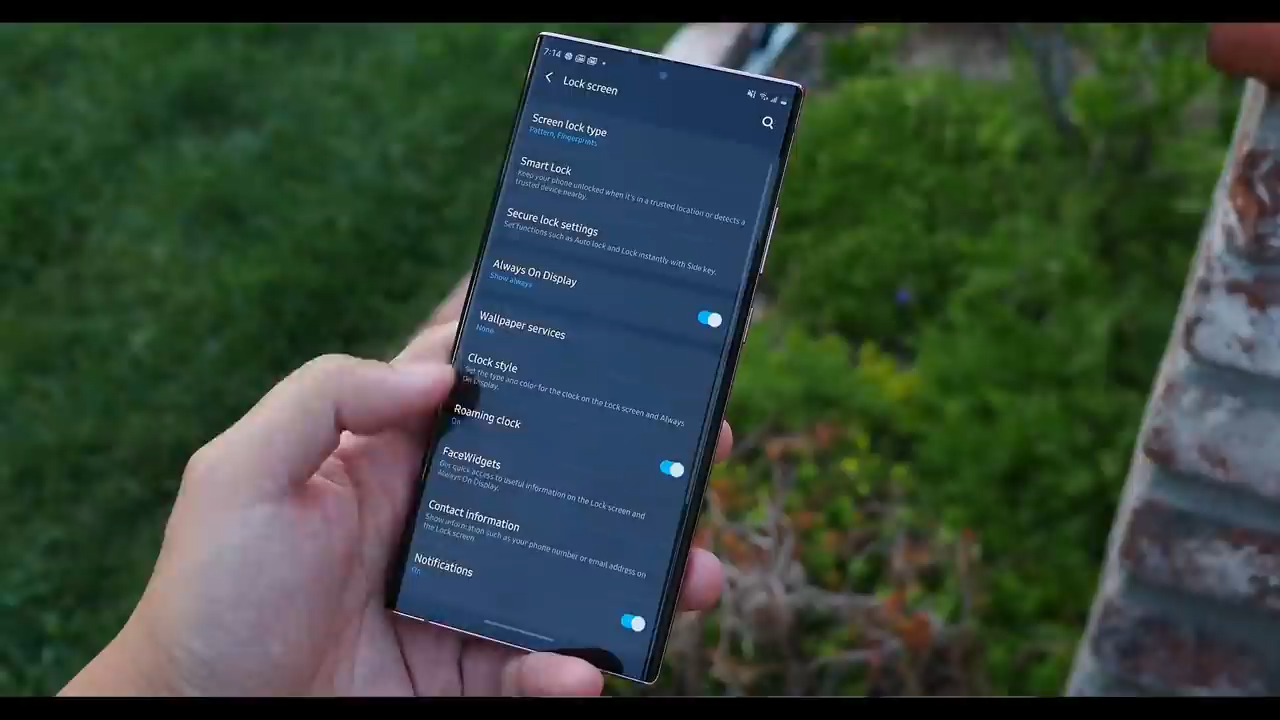 7:14
Lock screen
Screen lock type
Pattern, Fingerprints
Smart Lock
Keep your phone unlocked when it's in a trusted location or detects a
trusted device nearby.
Secure lock settings
Set functions such as Auto lock and Lock instantly with Side key.
Always On Display
Show always
Wallpaper services
None
Clock style
Set the type and color for the clock on the Lock screen and Always
On Display.
Roaming clock
On
FaceWidgets
Get quick access to useful information on the Lock screen and
Always On Display.
Contact information
Show information such as your phone number or email address on
the Lock screen
Notifications
On